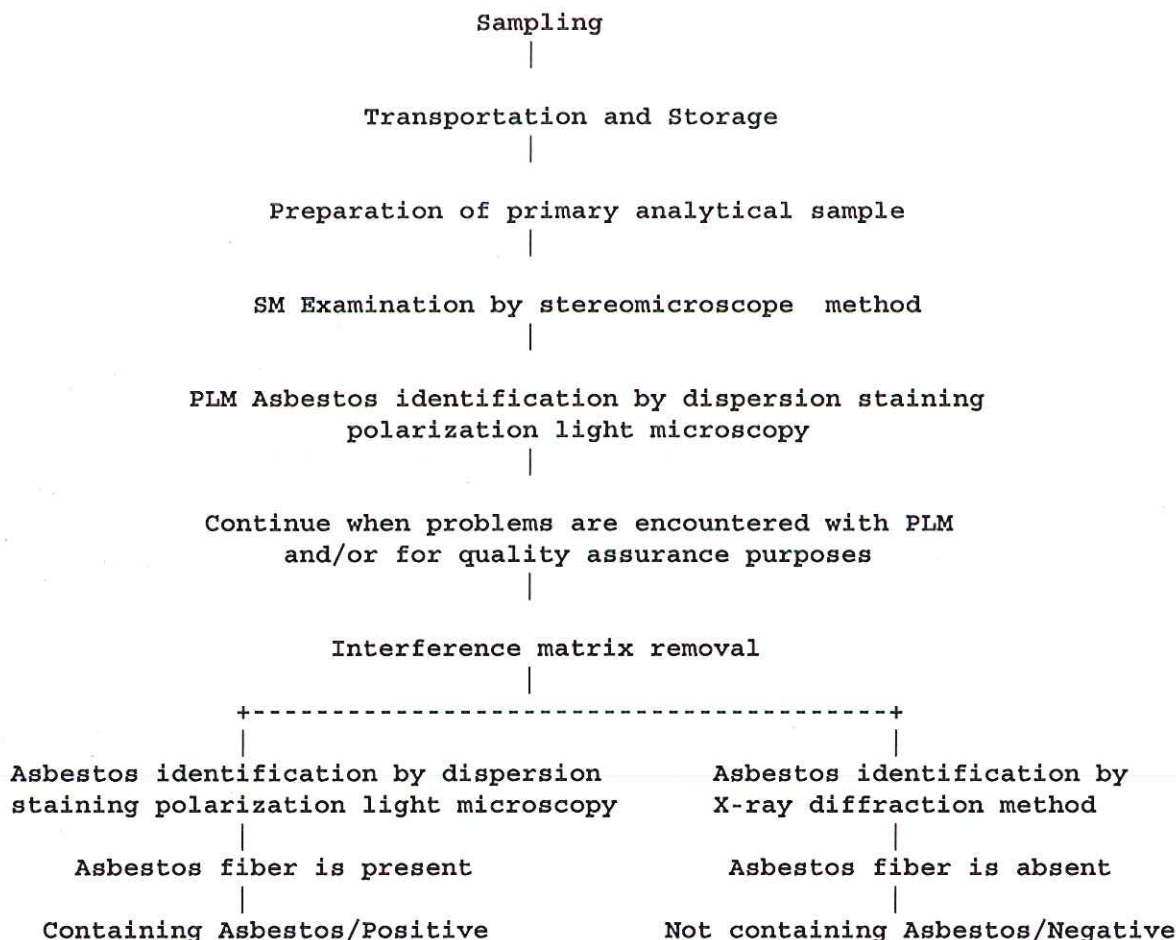 Sampling
Transportation and Storage
Preparation of primary analytical sample
SM Examination by stereomicroscope method
PLM Asbestos identification by dispersion staining
polarization light microscopy
Continue when problems are encountered with PLM
and/or for quality assurance purposes
Interference matrix removal
Asbestos identification by dispersion
staining polarization light microscopy
Asbestos fiber is present
Containing Asbestos/Positive
Asbestos identification by
X-ray diffraction method
Asbestos fiber is absent
Not containing Asbestos/Negative